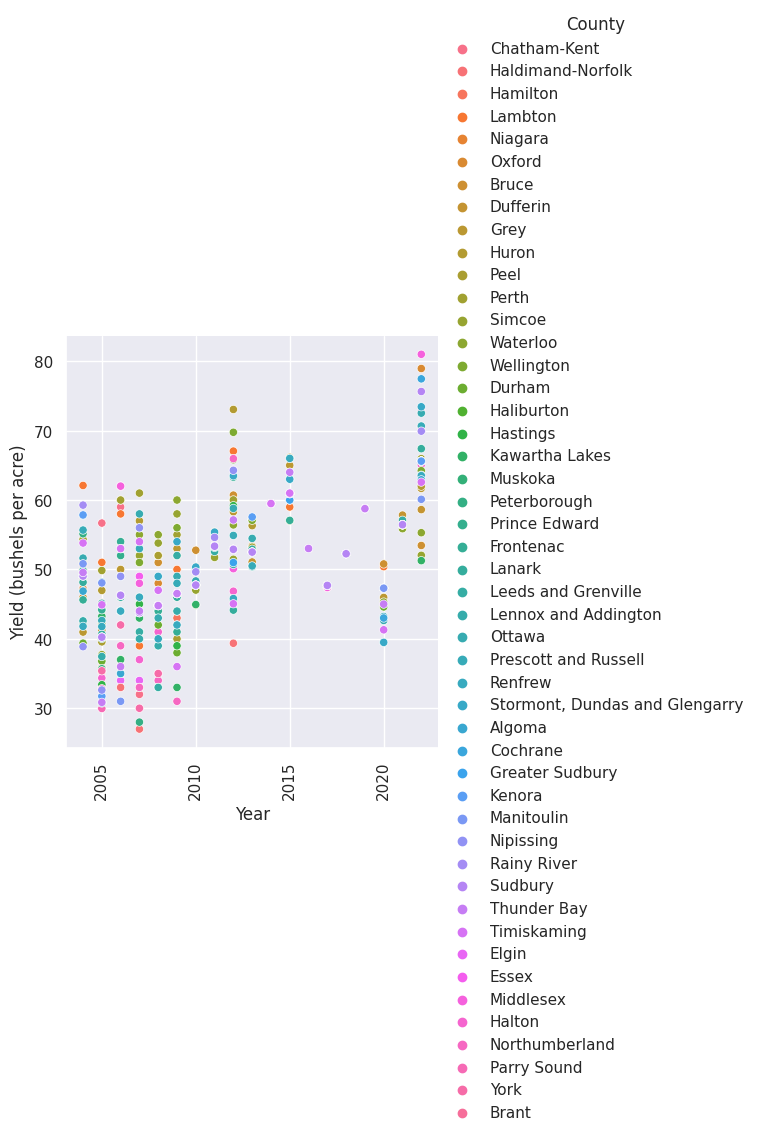 County
Chatham-Kent
Haldimand-Norfolk
Hamilton
Lambton
Niagara
Oxford
Bruce
Dufferin
Grey
Huron
Peel
Perth
Simcoe
Waterloo
Wellington
Durham
Haliburton
Hastings
Kawartha Lakes
Muskoka
Peterborough
Prince Edward
Frontenac
Lanark
Leeds and Grenville
Lennox and Addington
Ottawa
Prescott and Russell
Renfrew
Stormont, Dundas and Glengarry
Algoma
Cochrane
Greater Sudbury
Kenora
Manitoulin
Nipissing
Rainy River
Sudbury
Thunder Bay
Timiskaming
Elgin
Essex
Middlesex
Halton
Northumberland
Parry Sound
York
Brant
Yield (bushels per acre)
80
70
60
50
40
30
2005
2010
2015
2020
Year